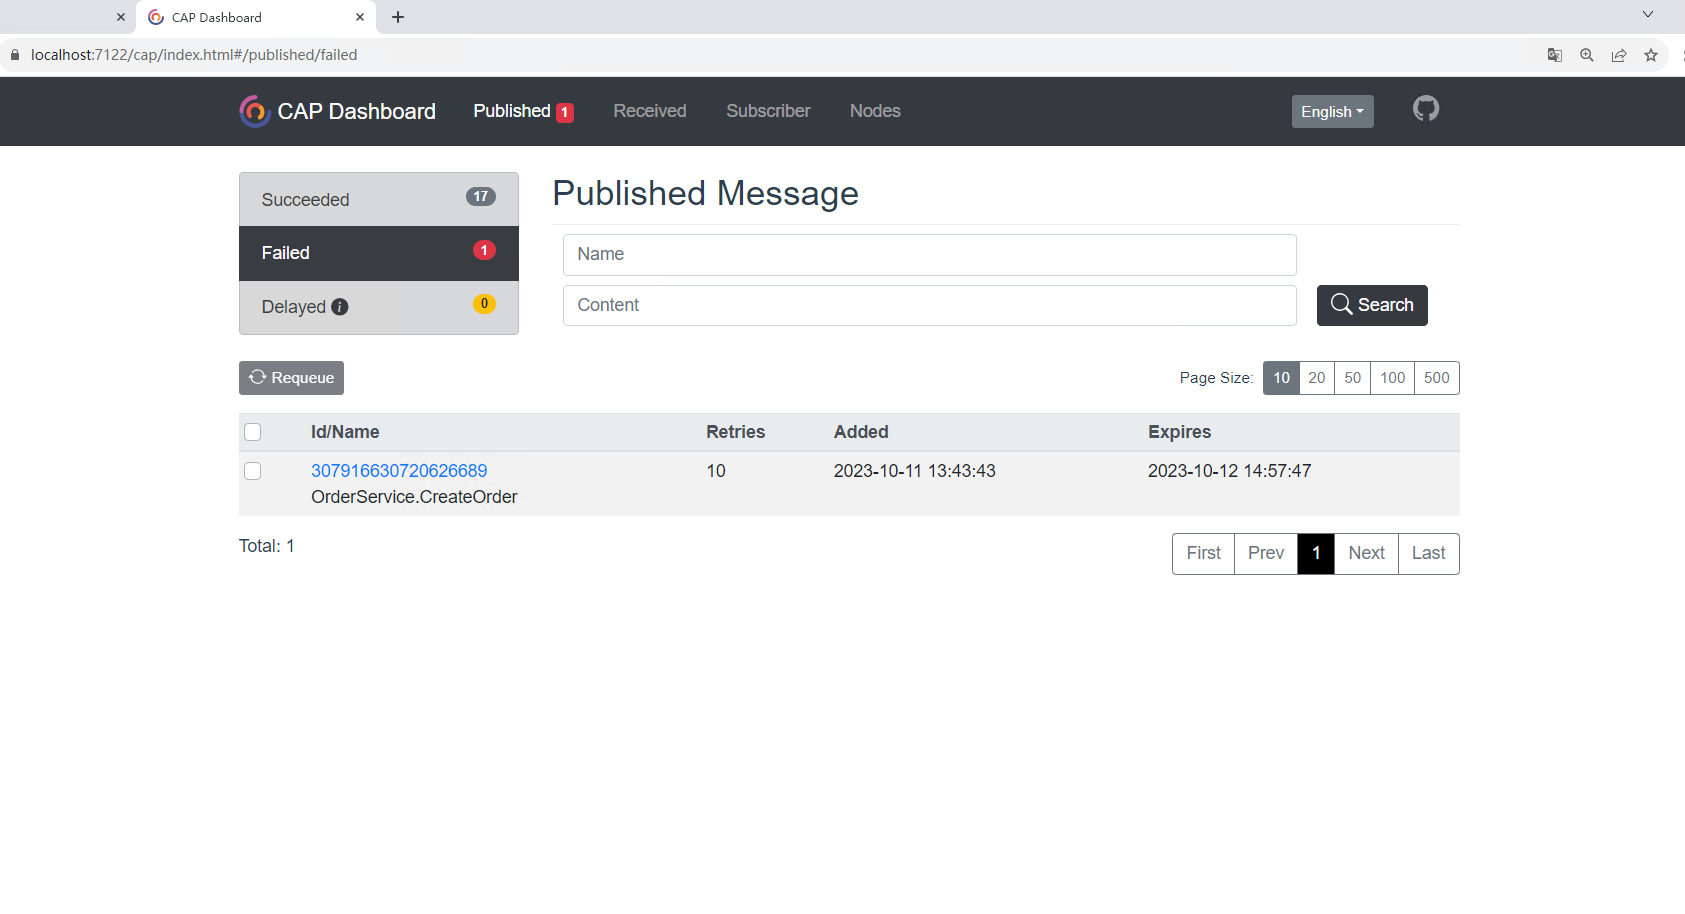 CAP Dashboard
localhost:7122/cap/index.html#/published/failed
CAP Dashboard Published 1 Received Subscriber Nodes English
Succeeded 17
Failed 1
Delayed 0
Published Message
Name
Content
Search
Requeue
Page Size: 10 20 50 100 500
Id/Name Retries Added Expires
307916630720626689 10 2023-10-11 13:43:43 2023-10-12 14:57:47
OrderService.CreateOrder
Total: 1
First Prev 1 Next Last